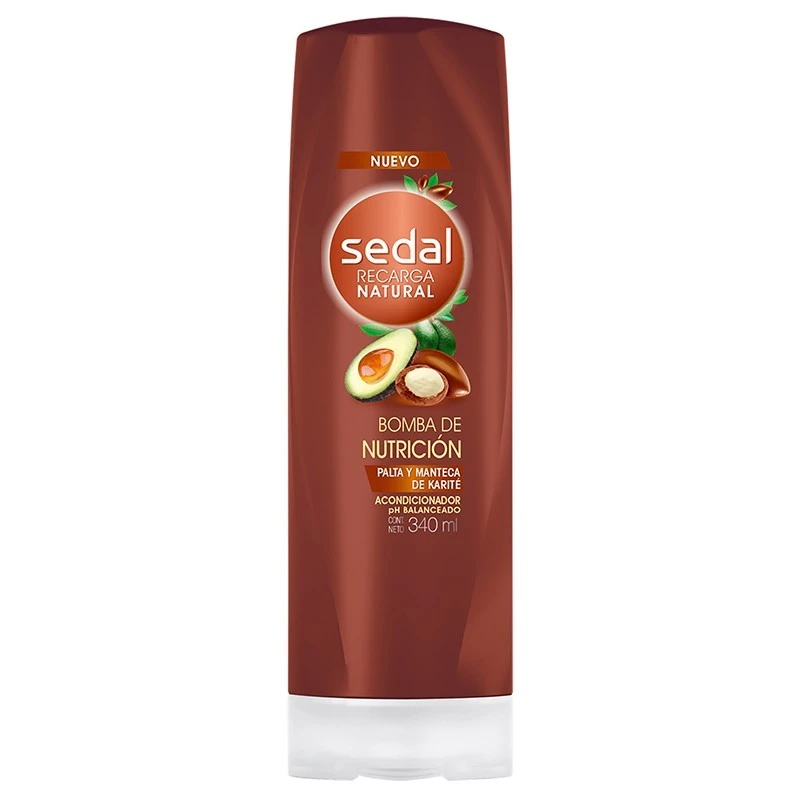 NUEVO
sedal
RECARGA
NATURAL
BOMBA DE
NUTRICIÓN
PALTA Y MANTECA
DE KARITÉ
ACONDICIONADOR
pH BALANCEADO
CONT.
NETO 340 ml